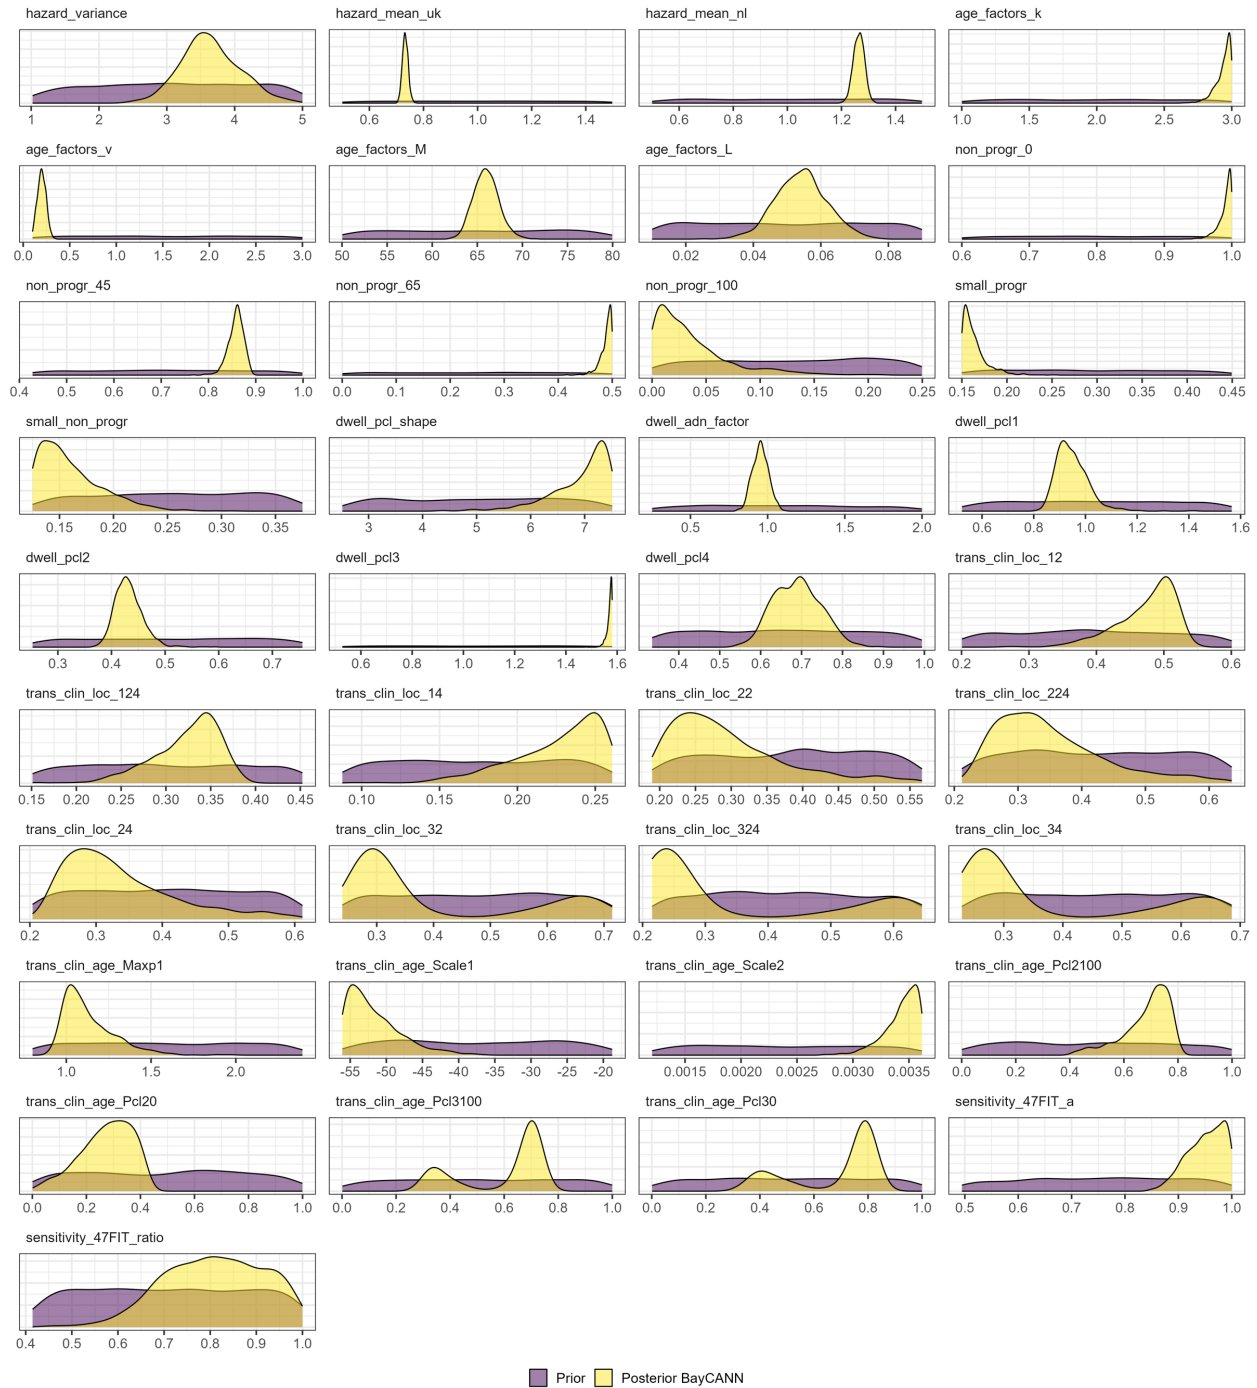 hazard_variance hazard_mean_uk hazard_mean_nl age_factors_k
1 2 3 4 5 0.6 0.8 1.0 1.2 1.4 0.6 0.8 1.0 1.2 1.4 1.0 1.5 2.0 2.5 3.0
age_factors_v age_factors_M age_factors_L non_progr_0
0.0 0.5 1.0 1.5 2.0 2.5 3.0 50 55 60 65 70 75 80 0.02 0.04 0.06 0.08 0.6 0.7 0.8 0.9 1.0
non_progr_45 non_progr_65 non_progr_100 small_progr
0.4 0.5 0.6 0.7 0.8 0.9 1.0 0.0 0.1 0.2 0.3 0.4 0.5 0.00 0.05 0.10 0.15 0.20 0.25 0.15 0.20 0.25 0.30 0.35 0.40 0.45
small_non_progr dwell_pcl_shape dwell_adn_factor dwell_pcl1
0.15 0.20 0.25 0.30 0.35 3 4 5 6 7 0.5 1.0 1.5 2.0 0.6 0.8 1.0 1.2 1.4 1.6
dwell_pcl2 dwell_pcl3 dwell_pcl4 trans_clin_loc_12
0.3 0.4 0.5 0.6 0.7 0.6 0.8 1.0 1.2 1.4 1.6 0.4 0.5 0.6 0.7 0.8 0.9 1.0 0.2 0.3 0.4 0.5 0.6
trans_clin_loc_124 trans_clin_loc_14 trans_clin_loc_22 trans_clin_loc_224
0.15 0.20 0.25 0.30 0.35 0.40 0.45 0.10 0.15 0.20 0.25 0.20 0.25 0.30 0.35 0.40 0.45 0.50 0.55 0.2 0.3 0.4 0.5 0.6
trans_clin_loc_24 trans_clin_loc_32 trans_clin_loc_324 trans_clin_loc_34
0.2 0.3 0.4 0.5 0.6 0.3 0.4 0.5 0.6 0.7 0.2 0.3 0.4 0.5 0.6 0.3 0.4 0.5 0.6 0.7
trans_clin_age_Maxp1 trans_clin_age_Scale1 trans_clin_age_Scale2 trans_clin_age_Pcl2100
1.0 1.5 2.0 -55 -50 -45 -40 -35 -30 -25 -20 0.0015 0.0020 0.0025 0.0030 0.0035 0.0 0.2 0.4 0.6 0.8 1.0
trans_clin_age_Pcl20 trans_clin_age_Pcl3100 trans_clin_age_Pcl30 sensitivity_47FIT_a
0.0 0.2 0.4 0.6 0.8 1.0 0.0 0.2 0.4 0.6 0.8 1.0 0.0 0.2 0.4 0.6 0.8 1.0 0.5 0.6 0.7 0.8 0.9 1.0
sensitivity_47FIT_ratio
0.4 0.5 0.6 0.7 0.8 0.9 1.0
Prior Posterior BayCANN